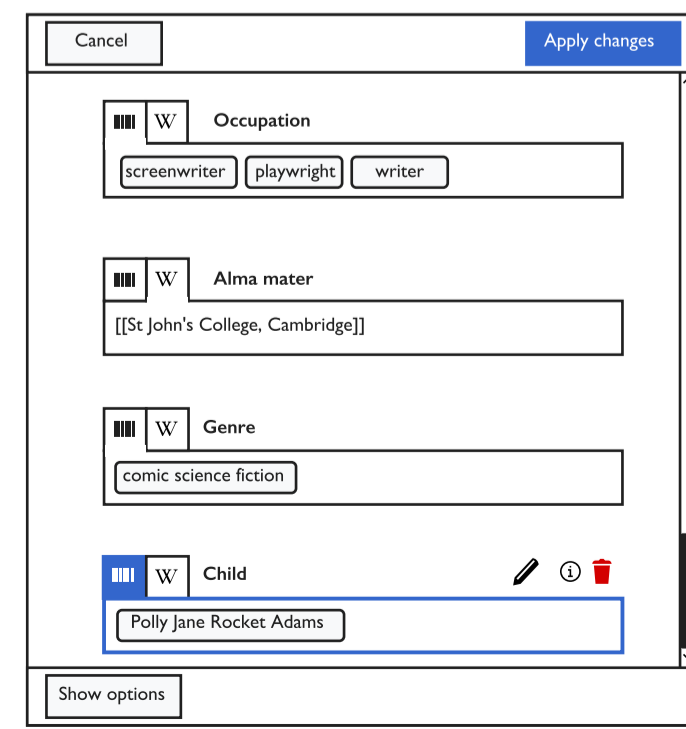 Cancel
Apply changes
W Occupation
screenwriter playwright writer
W Alma mater
[[St John's College, Cambridge]]
W Genre
comic science fiction
W Child
Polly Jane Rocket Adams
Show options